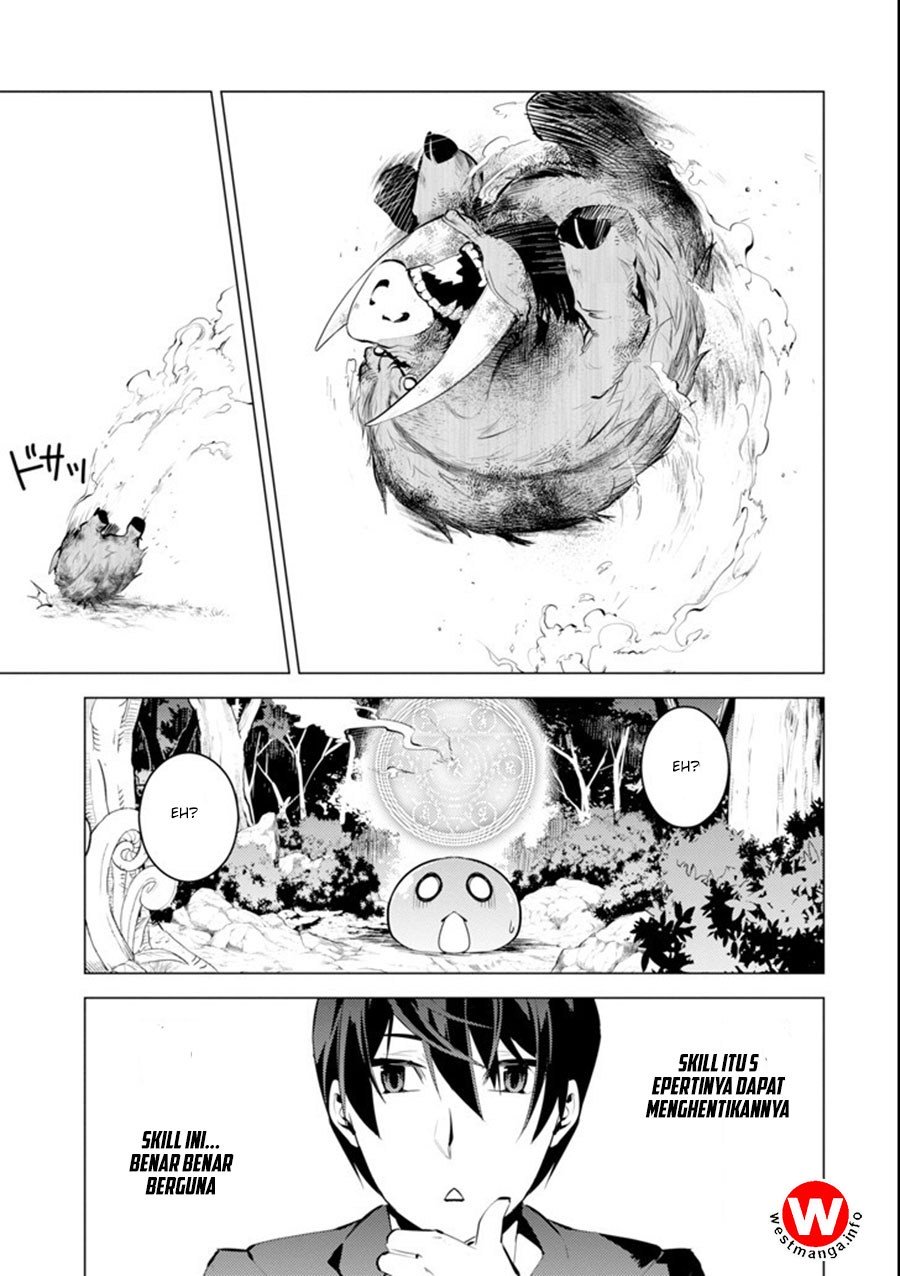 ドサッ
EH?
EH?
SKILL ITU S
EPERTINYA DAPAT
MENGHENTIKANNYA
SKILL INI...
BENAR BENAR
BERGUNA
W
westmanga.info